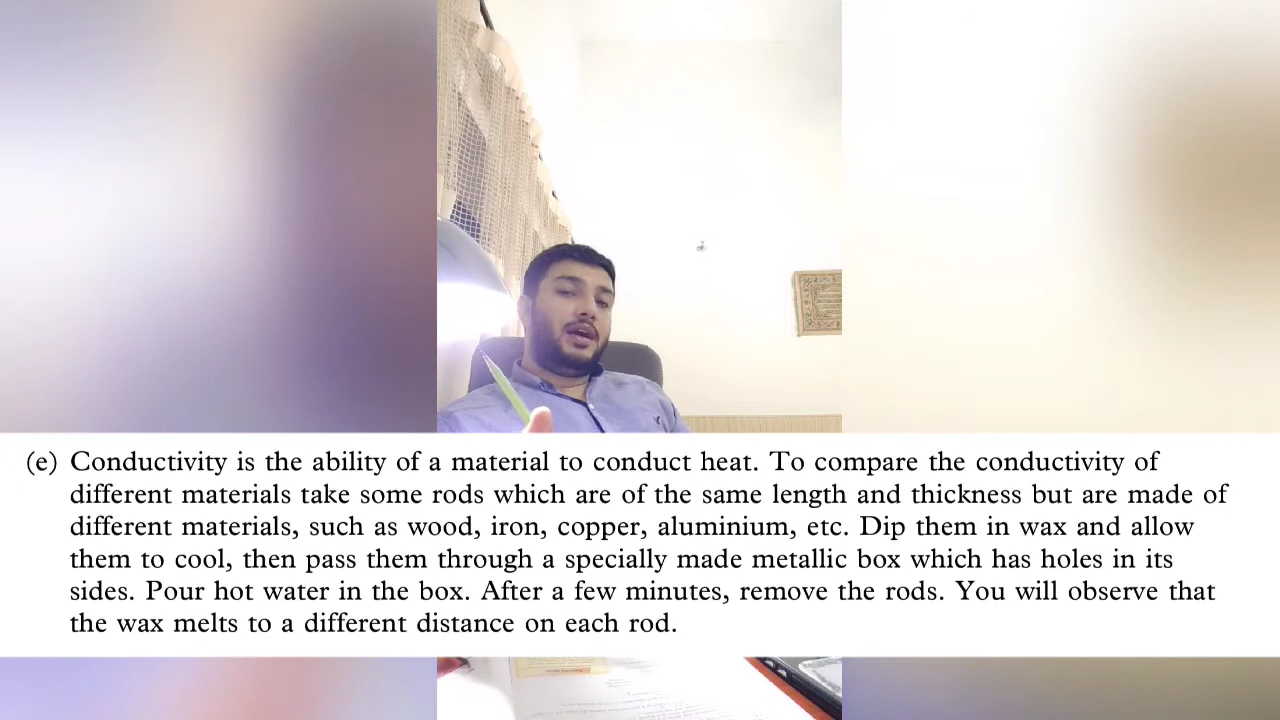 (e) Conductivity is the ability of a material to conduct heat. To compare the conductivity of
different materials take some rods which are of the same length and thickness but are made of
different materials, such as wood, iron, copper, aluminium, etc. Dip them in wax and allow
them to cool, then pass them through a specially made metallic box which has holes in its
sides. Pour hot water in the box. After a few minutes, remove the rods. You will observe that
the wax melts to a different distance on each rod.